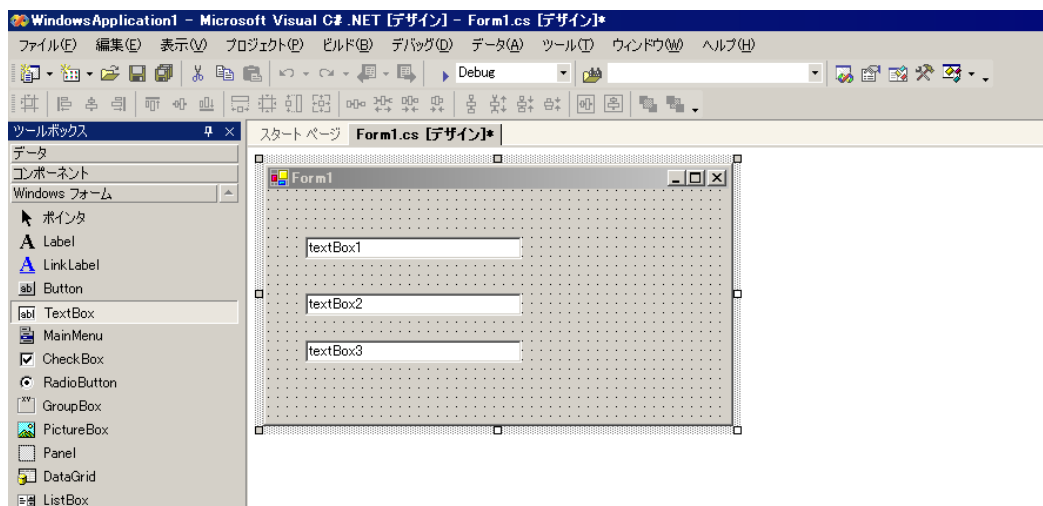 WindowsApplication1 - Microsoft Visual C# .NET [デザイン] - Form1.cs [デザイン]*
ファイル(F) 編集(E) 表示(V) プロジェクト(P) ビルド(B) デバッグ(D) データ(A) ツール(T) ウィンドウ(W) ヘルプ(H)
Debug
ツールボックス
スタート ページ Form1.cs [デザイン]*
データ
コンポーネント
Windows フォーム
ポインタ
A Label
A LinkLabel
ab Button
abl TextBox
MainMenu
CheckBox
RadioButton
XY GroupBox
PictureBox
Panel
DataGrid
ListBox
Form1
textBox1
textBox2
textBox3